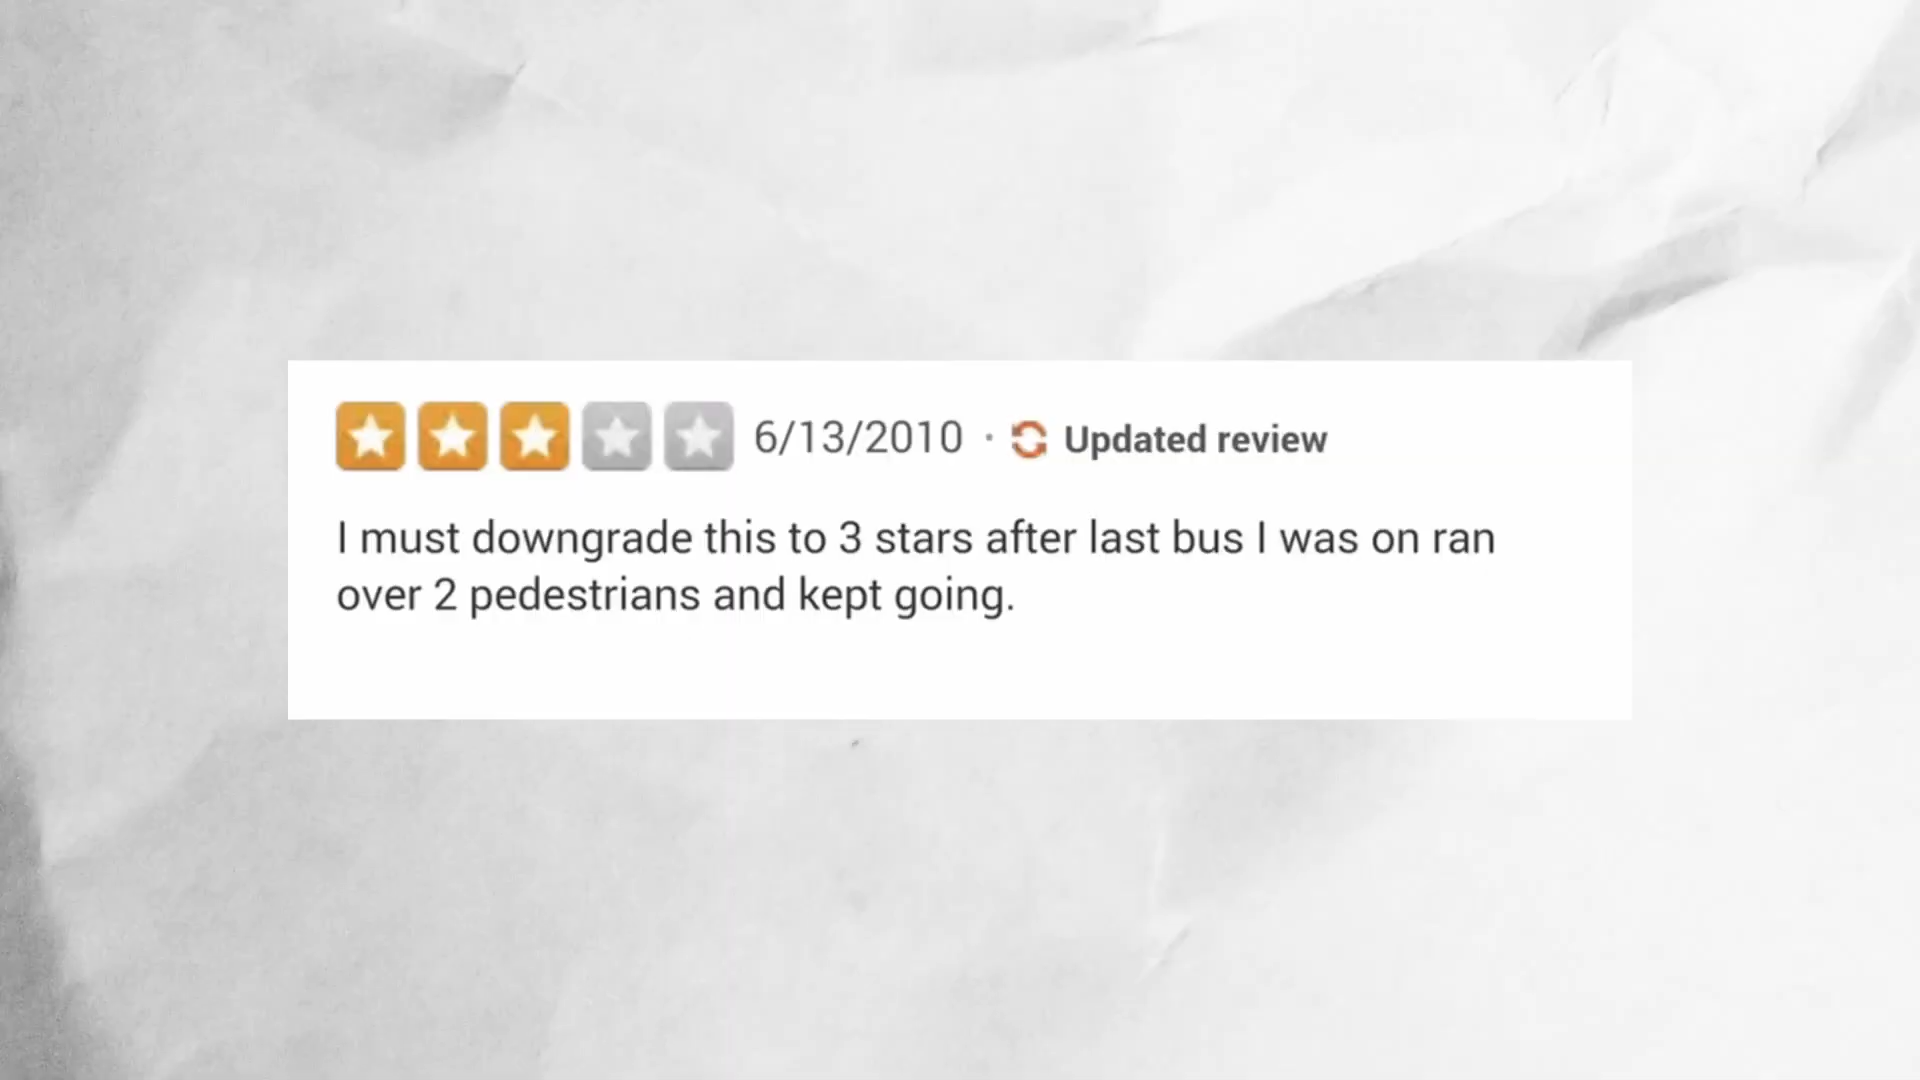 6/13/2010 · Updated review
I must downgrade this to 3 stars after last bus I was on ran
over 2 pedestrians and kept going.